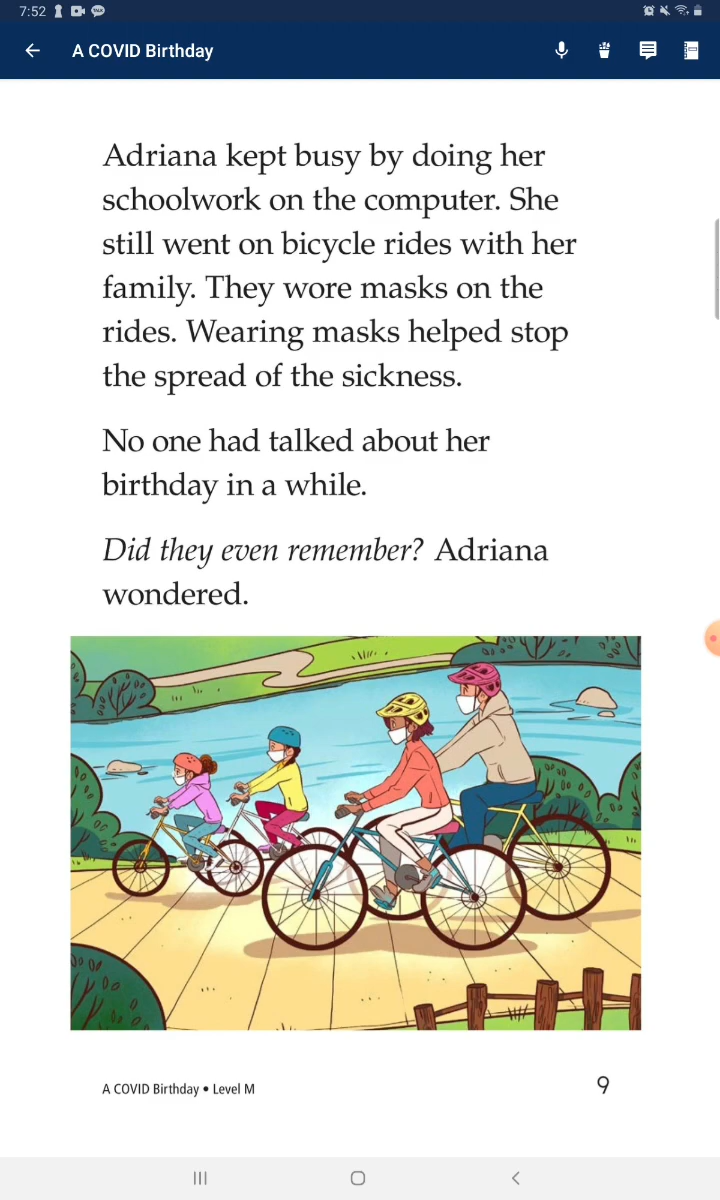 7:52
A COVID Birthday
Adriana kept busy by doing her
schoolwork on the computer. She
still went on bicycle rides with her
family. They wore masks on the
rides. Wearing masks helped stop
the spread of the sickness.
No one had talked about her
birthday in a while.
Did they even remember? Adriana
wondered.
A COVID Birthday • Level M
9